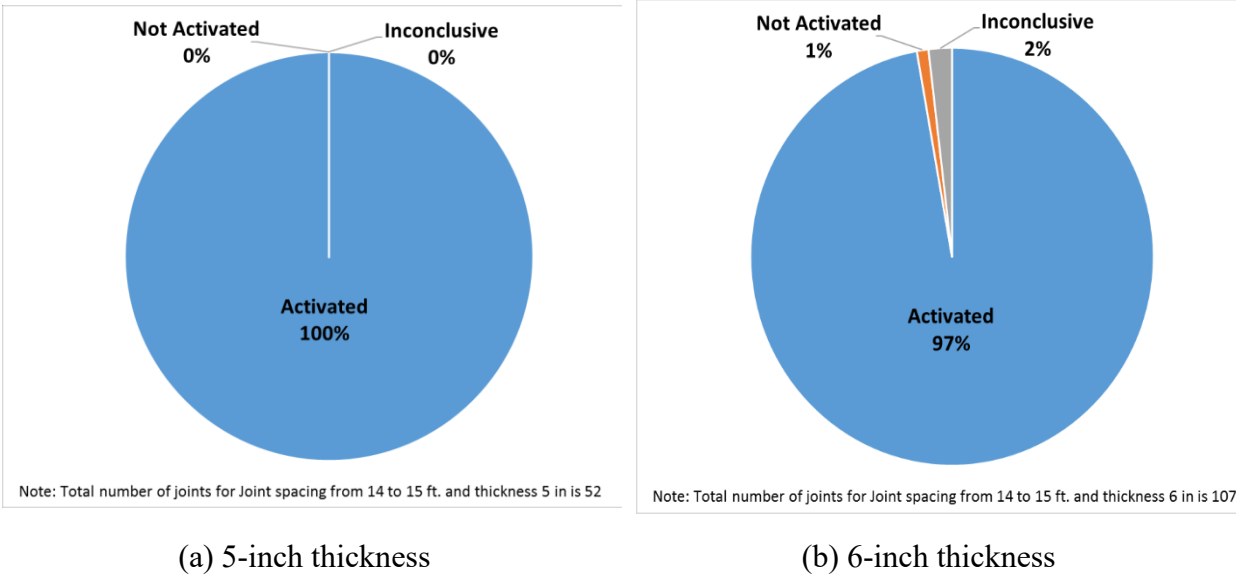 Not Activated
0%
Inconclusive
0%
Activated
100%
Note: Total number of joints for Joint spacing from 14 to 15 ft. and thickness 5 in is 52
(a) 5-inch thickness
Not Activated
1%
Inconclusive
2%
Activated
97%
Note: Total number of joints for Joint spacing from 14 to 15 ft. and thickness 6 in is 107
(b) 6-inch thickness